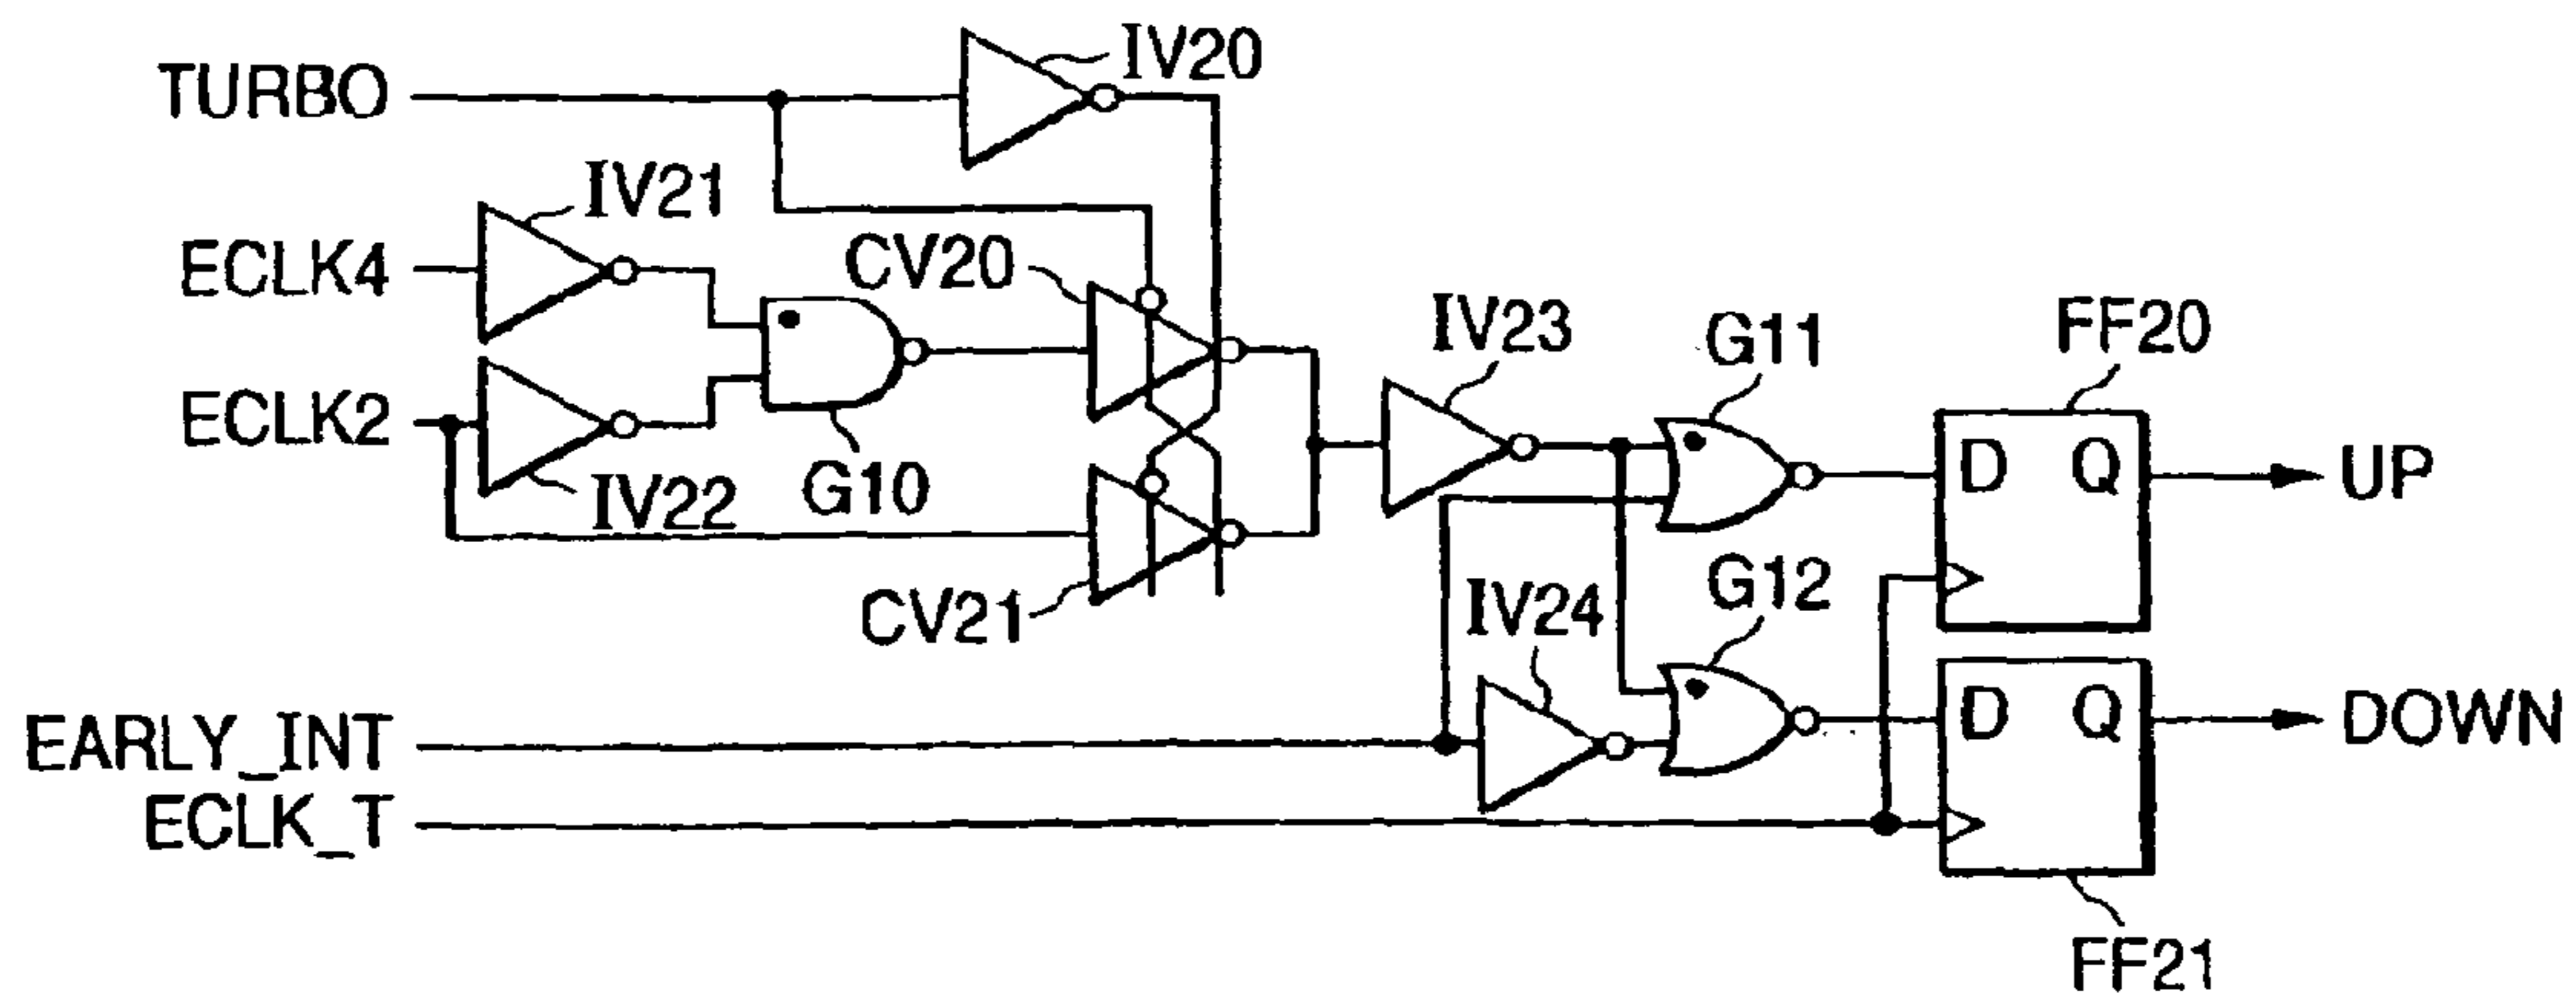 TURBO
IV20
IV21
ECLK4
CV20
IV23
G11
FF20
ECLK2
IV22
G10
D Q
UP
CV21
IV24
G12
EARLY_INT
D Q
DOWN
ECLK_T
FF21